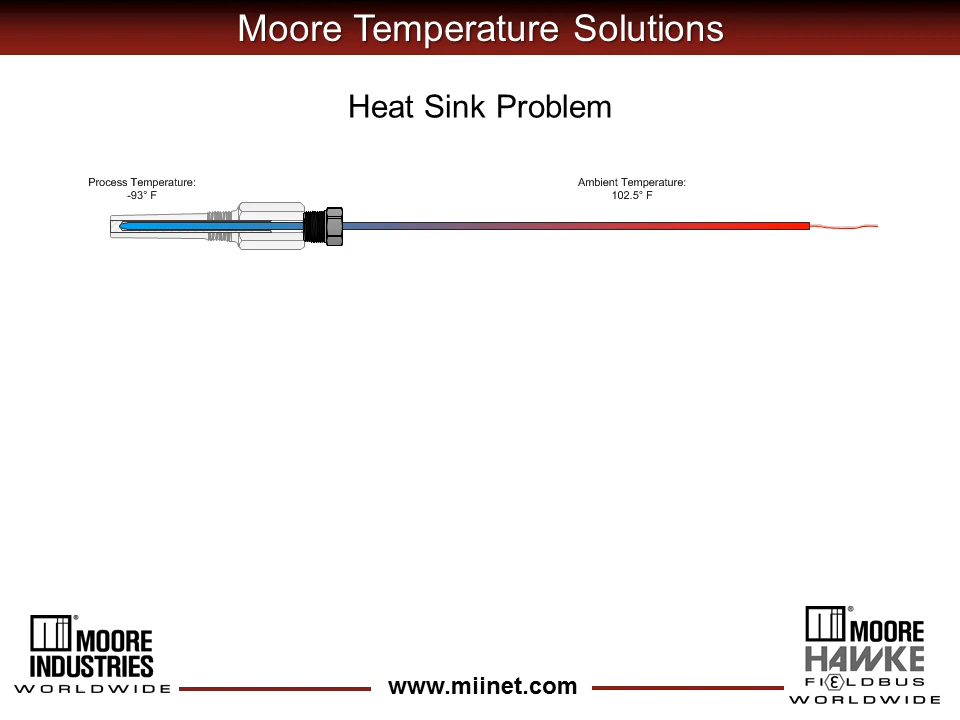 Moore Temperature Solutions
Heat Sink Problem
Process Temperature:
-93° F
Ambient Temperature:
102.5° F
® MOORE
INDUSTRIES
WORLDWIDE
www.miinet.com
® MOORE
HAWKE
FIELDBUS
WORLDWIDE